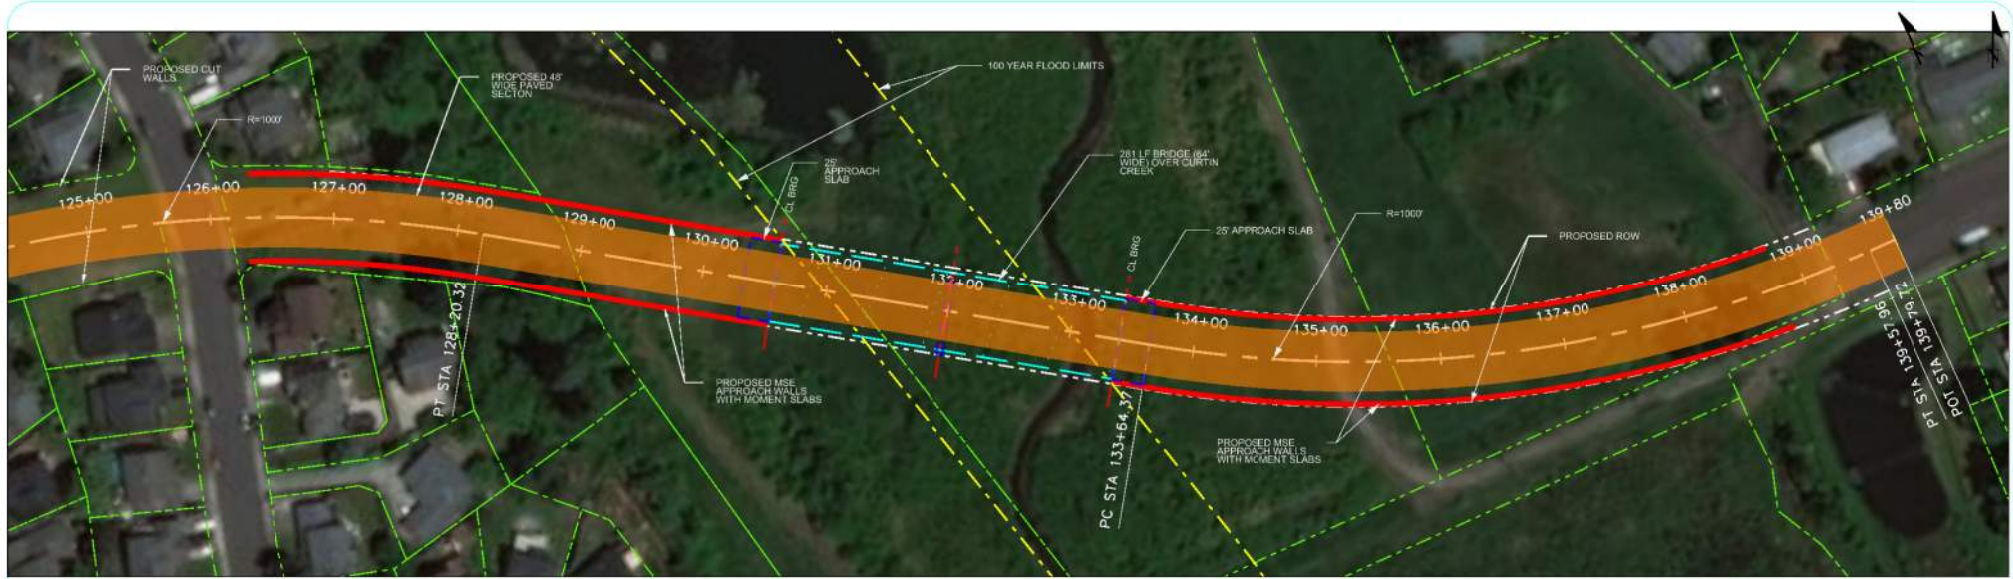 PROPOSED CUT
WALLS
R=1000'
PROPOSED 48'
WIDE PAVED
SECTON
100 YEAR FLOOD LIMITS
25'
APPROACH
SLAB
CL BRG
281 LF BRIDGE (64'
WIDE) OVER CURTIN
CREEK
CL BRG
25' APPROACH SLAB
R=1000'
PROPOSED ROW
125+00
126+00
127+00
128+00
129+00
130+00
131+00
132+00
133+00
134+00
135+00
136+00
137+00
138+00
139+00
139+80
PT STA 128+20.32
PROPOSED MSE
APPROACH WALLS
WITH MOMENT SLABS
PC STA 133+64.37
PROPOSED MSE
APPROACH WALLS
WITH MOMENT SLABS
PT STA 139+57.96
POT STA 139+79.72